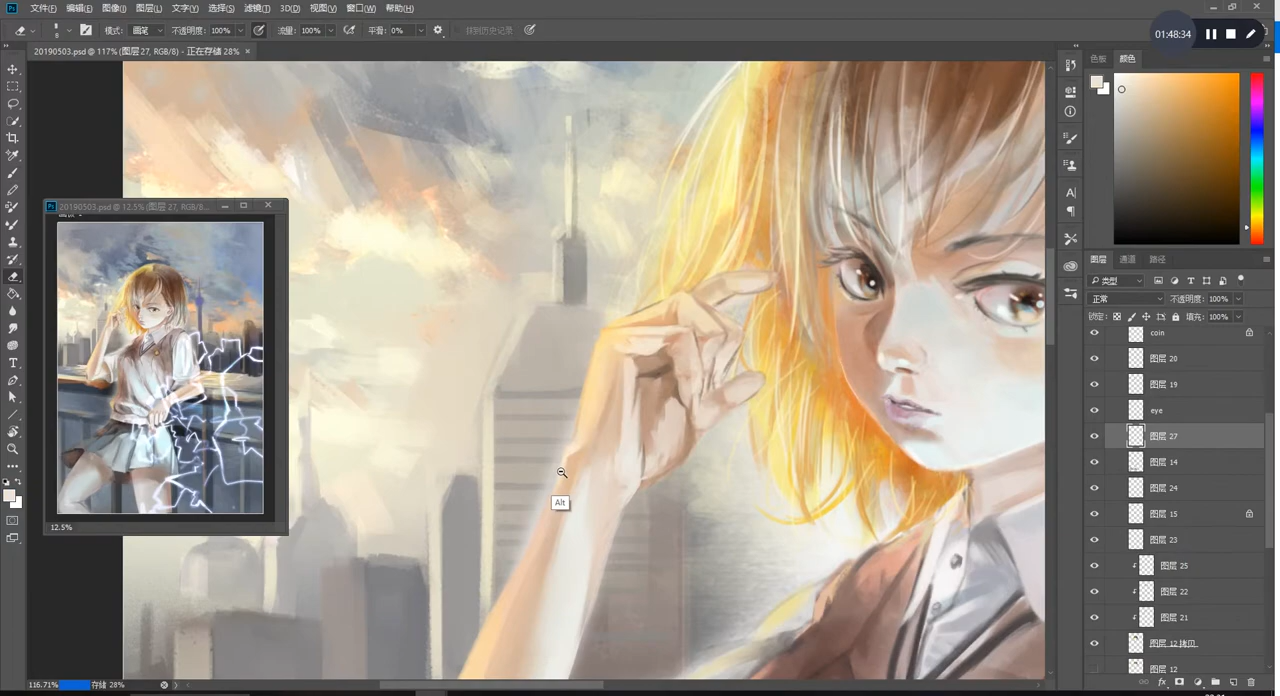 Ps 文件(F) 编辑(E) 图像(I) 图层(L) 文字(Y) 选择(S) 滤镜(T) 3D(D) 视图(V) 窗口(W) 帮助(H)
8 模式: 画笔 不透明度: 100% 流量: 100% 平滑: 0% 抹到历史记录
01:48:34
20190503.psd @ 117% (图层 27, RGB/8) - 正在存储 28% ×
色板 颜色
Ps 20190503.psd @ 12.5% (图层 27, RGB/8...
12.5%
Alt
图层 通道 路径
类型
正常 不透明度: 100%
锁定: 填充: 100%
coin
图层 20
图层 19
eye
图层 27
图层 14
图层 24
图层 15
图层 23
图层 25
图层 22
图层 21
图层 12 拷贝
图层 12
fx
116.71% 存储 28%